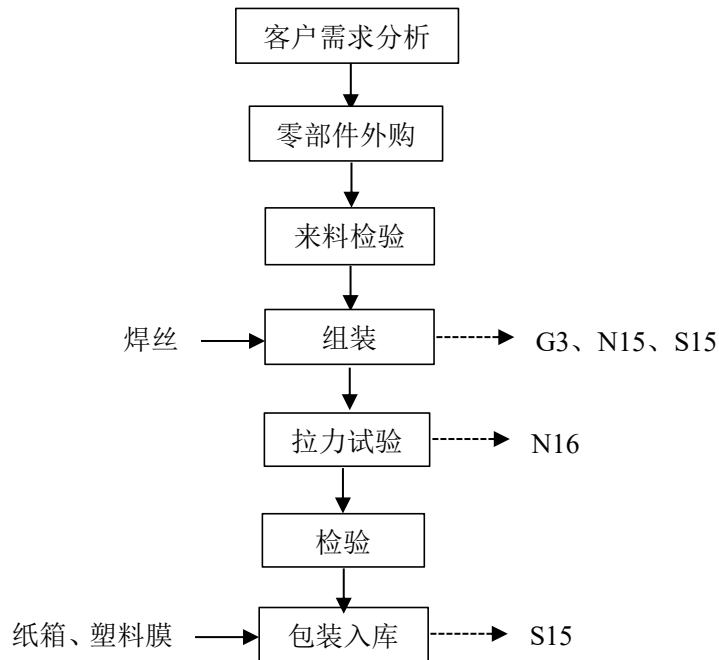 客户需求分析
零部件外购
来料检验
焊丝
组装
G3、N15、S15
拉力试验
N16
检验
纸箱、塑料膜
包装入库
S15